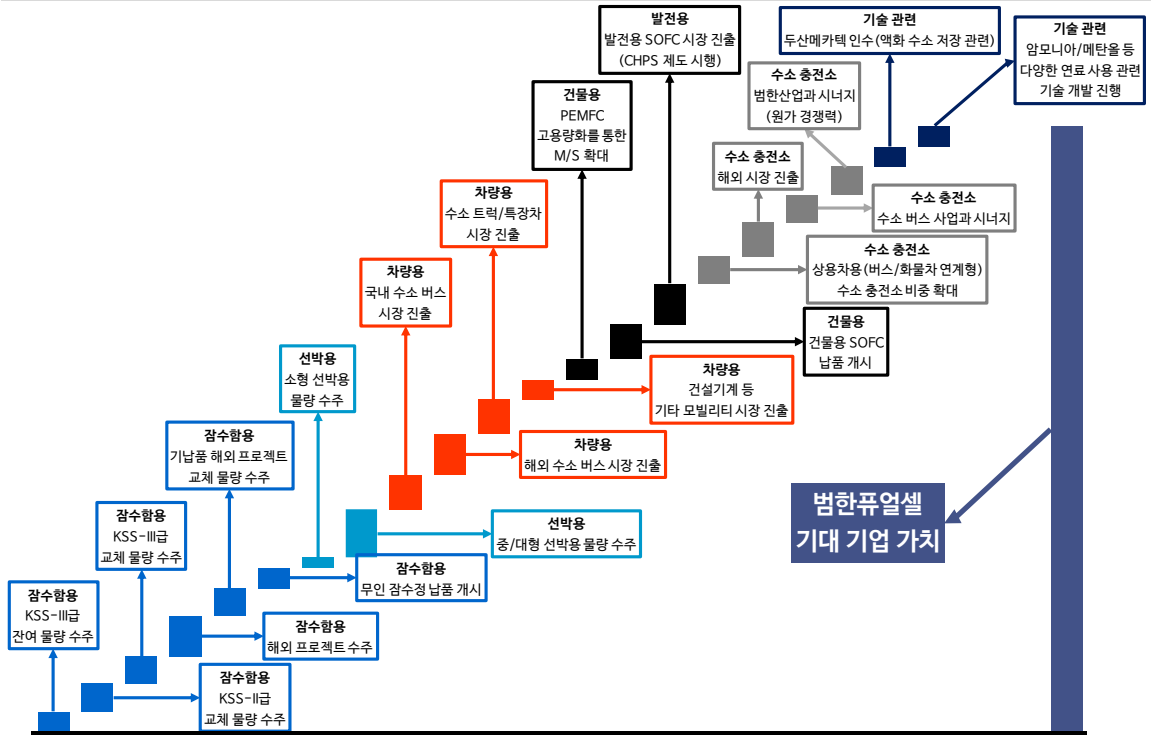 발전용
발전용 SOFC 시장 진출
(CHPS 제도 시행)
기술 관련
두산메카텍 인수(액화 수소 저장 관련)
기술 관련
암모니아/메탄올 등
다양한 연료 사용 관련
기술 개발 진행
건물용
PEMFC
고용량화를 통한
M/S 확대
수소 충전소
범한산업과 시너지
(원가 경쟁력)
수소 충전소
해외 시장 진출
차량용
수소 트럭/특장차
시장 진출
수소 충전소
수소 버스 사업과 시너지
수소 충전소
상용차용(버스/화물차 연계형)
수소 충전소 비중 확대
차량용
국내 수소 버스
시장 진출
건물용
건물용 SOFC
납품 개시
선박용
소형 선박용
물량 수주
차량용
건설기계 등
기타 모빌리티 시장 진출
잠수함용
기납품 해외 프로젝트
교체 물량 수주
차량용
해외 수소 버스 시장 진출
잠수함용
KSS-III급
교체 물량 수주
선박용
중/대형 선박용 물량 수주
범한퓨얼셀
기대 기업 가치
잠수함용
무인 잠수정 납품 개시
잠수함용
KSS-III급
잔여 물량 수주
잠수함용
해외 프로젝트 수주
잠수함용
KSS-II급
교체 물량 수주